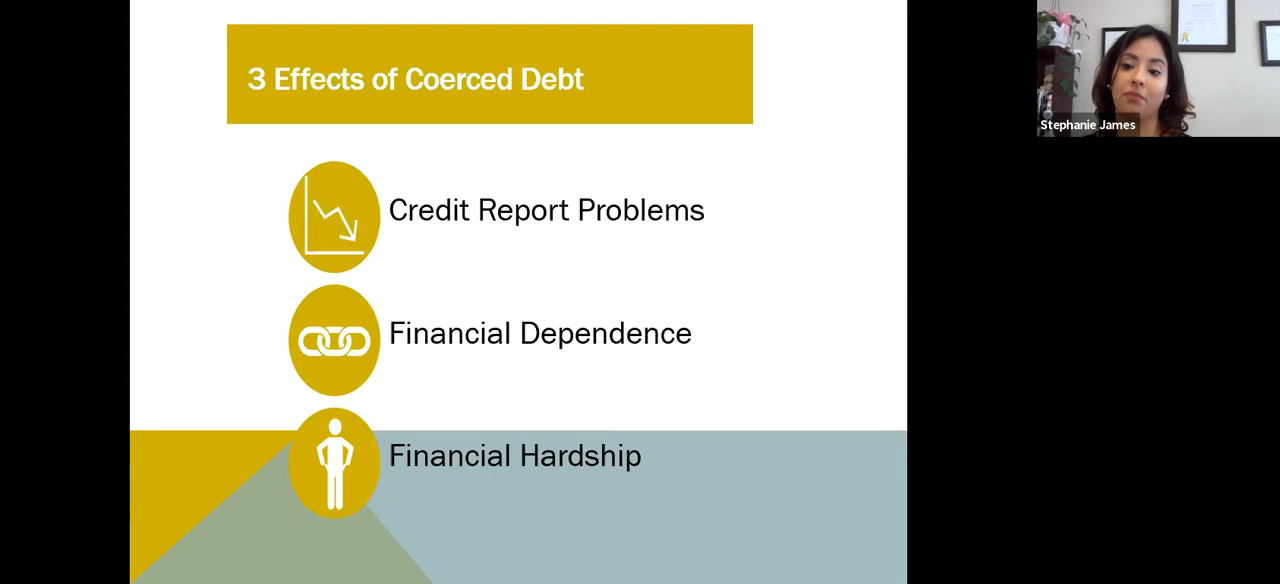 3 Effects of Coerced Debt
Credit Report Problems
Financial Dependence
Financial Hardship
Stephanie James